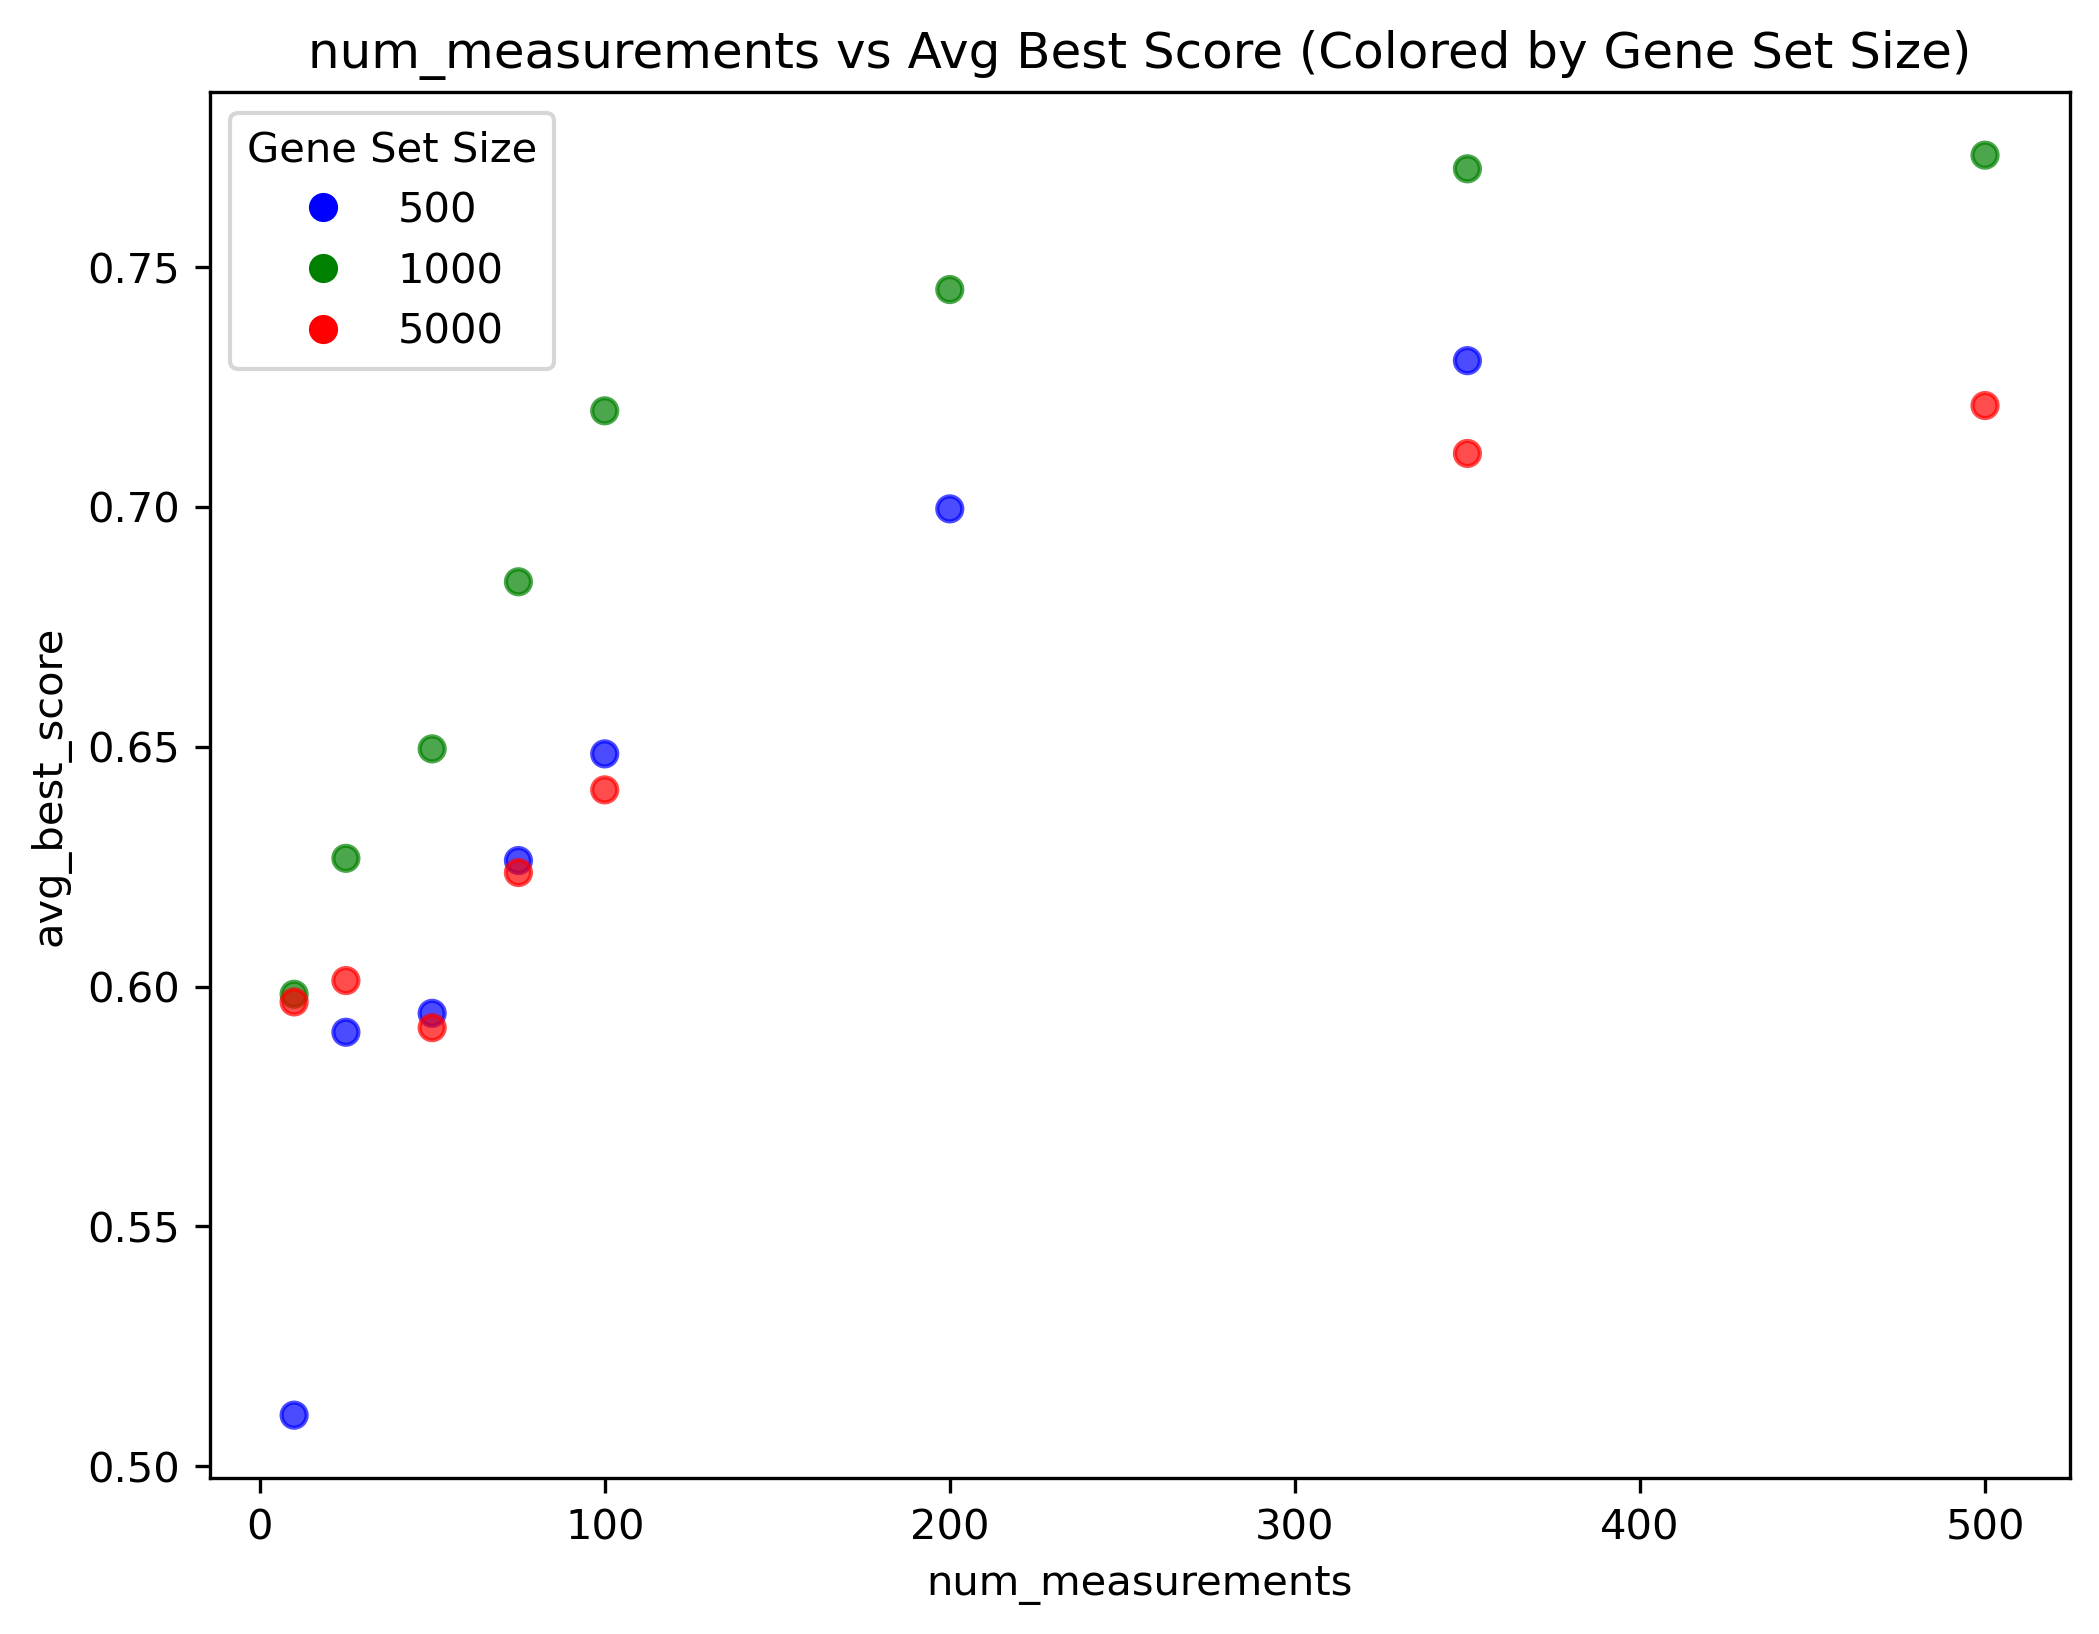 num_measurements vs Avg Best Score (Colored by Gene Set Size)
Gene Set Size
500
1000
5000
avg_best_score
0.75
0.70
0.65
0.60
0.55
0.50
0 100 200 300 400 500
num_measurements